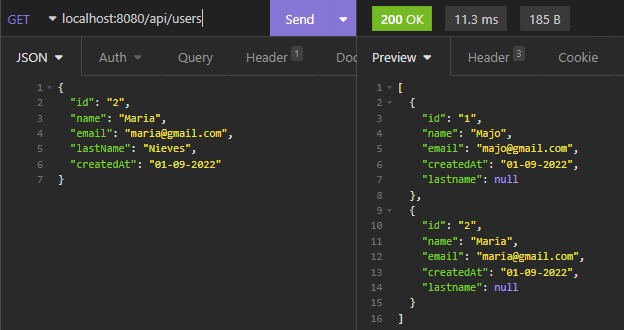 GET localhost:8080/api/users Send 200 OK 11.3 ms 185 B
JSON Auth Query Header 1 Doc Preview Header 3 Cookie
1 {
2 "id": "2",
3 "name": "Maria",
4 "email": "maria@gmail.com",
5 "lastName": "Nieves",
6 "createdAt": "01-09-2022"
7 }
1 [
2 {
3 "id": "1",
4 "name": "Majo",
5 "email": "majo@gmail.com",
6 "createdAt": "01-09-2022",
7 "lastname": null
8 },
9 {
10 "id": "2",
11 "name": "Maria",
12 "email": "maria@gmail.com",
13 "createdAt": "01-09-2022",
14 "lastname": null
15 }
16 ]